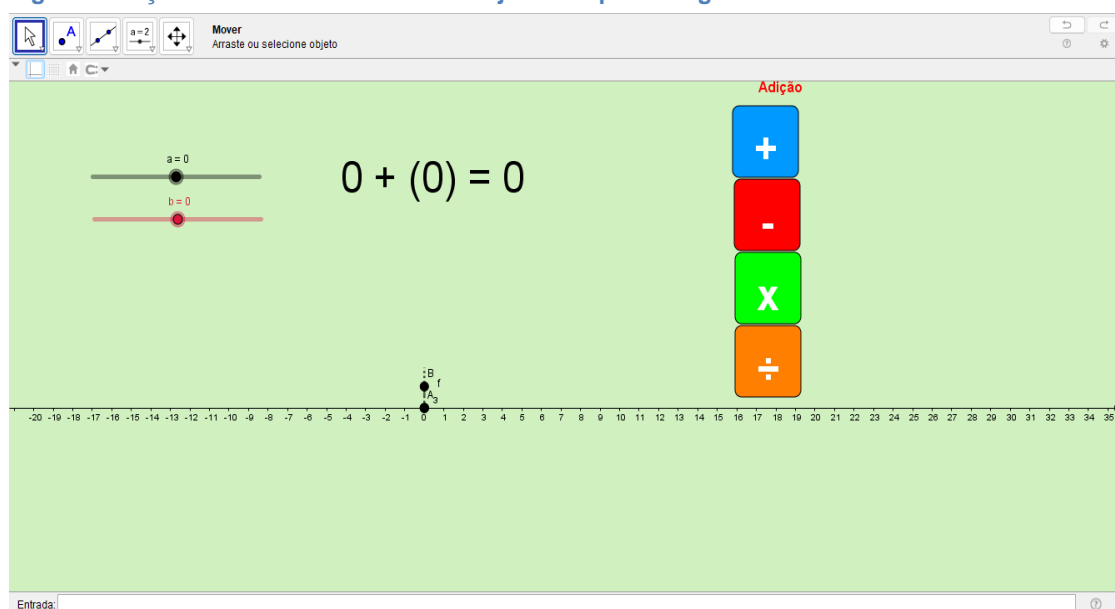 A
a=2
Mover
Arraste ou selecione objeto
Adição
+
-
x
÷
a = 0
b = 0
0 + (0) = 0
B
f
A₃
-20 -19 -18 -17 -16 -15 -14 -13 -12 -11 -10 -9 -8 -7 -6 -5 -4 -3 -2 -1 0 1 2 3 4 5 6 7 8 9 10 11 12 13 14 15 16 17 18 19 20 21 22 23 24 25 26 27 28 29 30 31 32 33 34 35
Entrada: